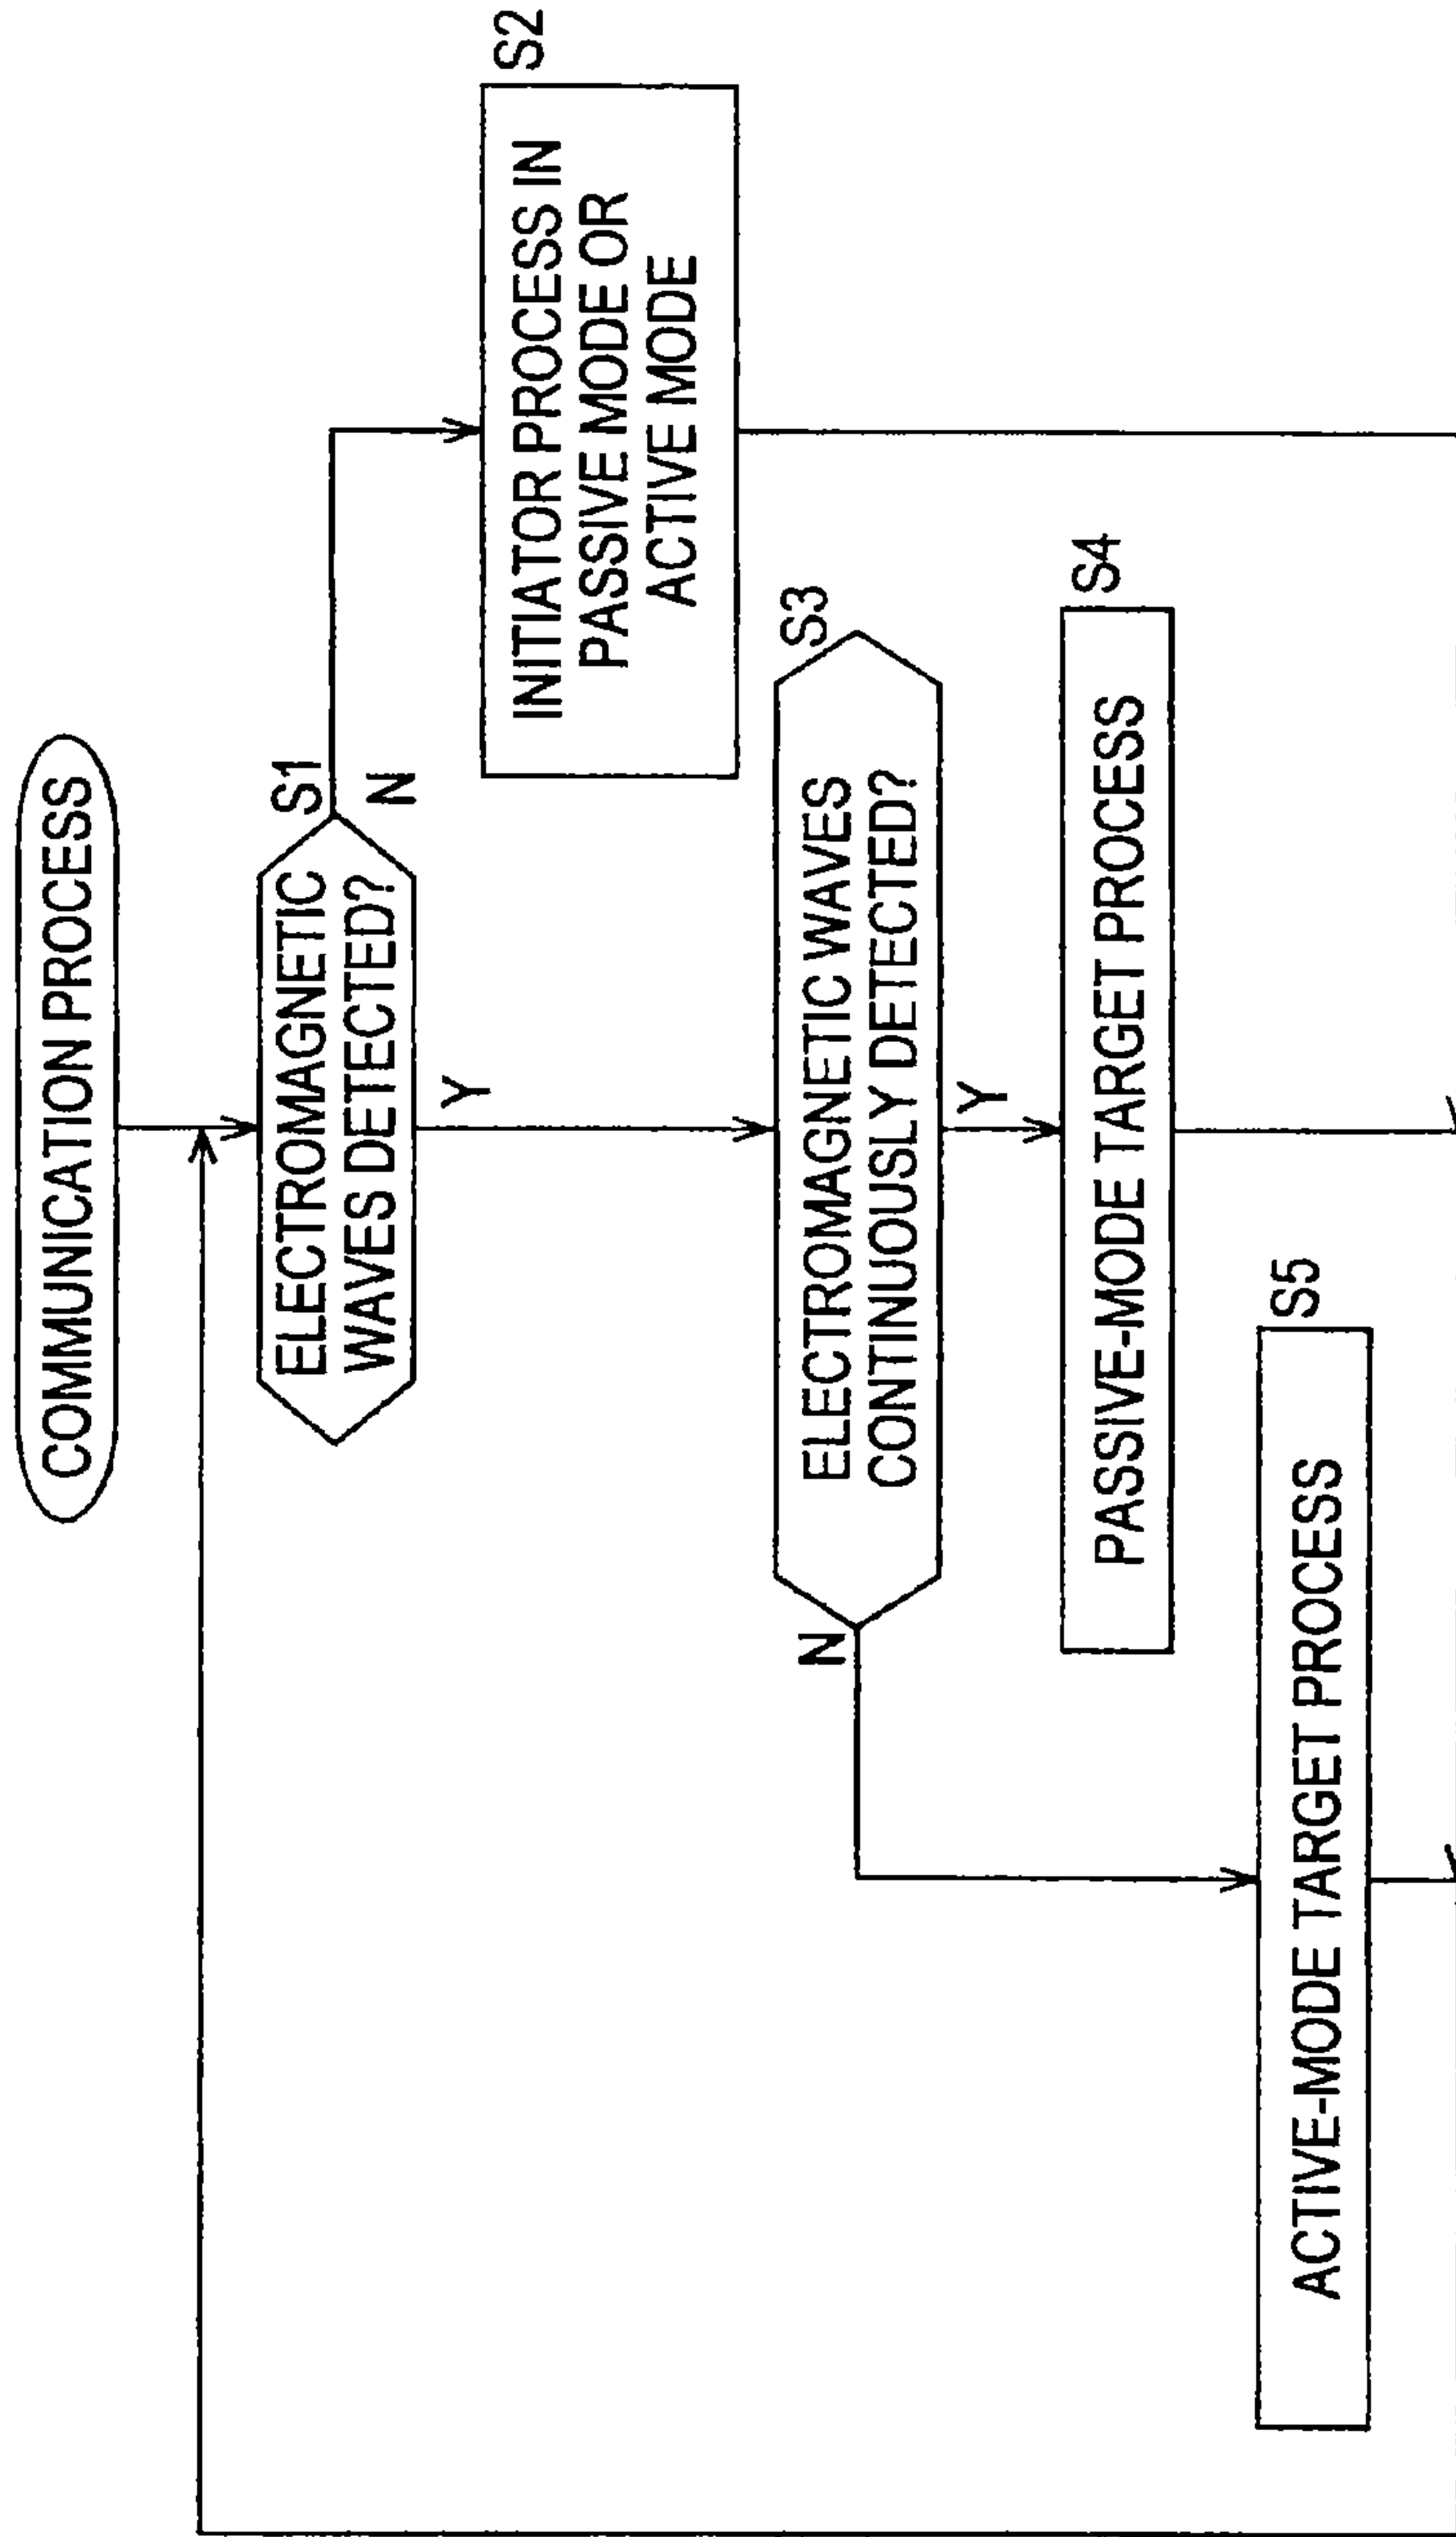 COMMUNICATION PROCESS
S1
ELECTROMAGNETIC
WAVES DETECTED?
N
Y
S2
INITIATOR PROCESS IN
PASSIVE MODE OR
ACTIVE MODE
S3
ELECTROMAGNETIC WAVES
CONTINUOUSLY DETECTED?
N
Y
S4
PASSIVE-MODE TARGET PROCESS
S5
ACTIVE-MODE TARGET PROCESS